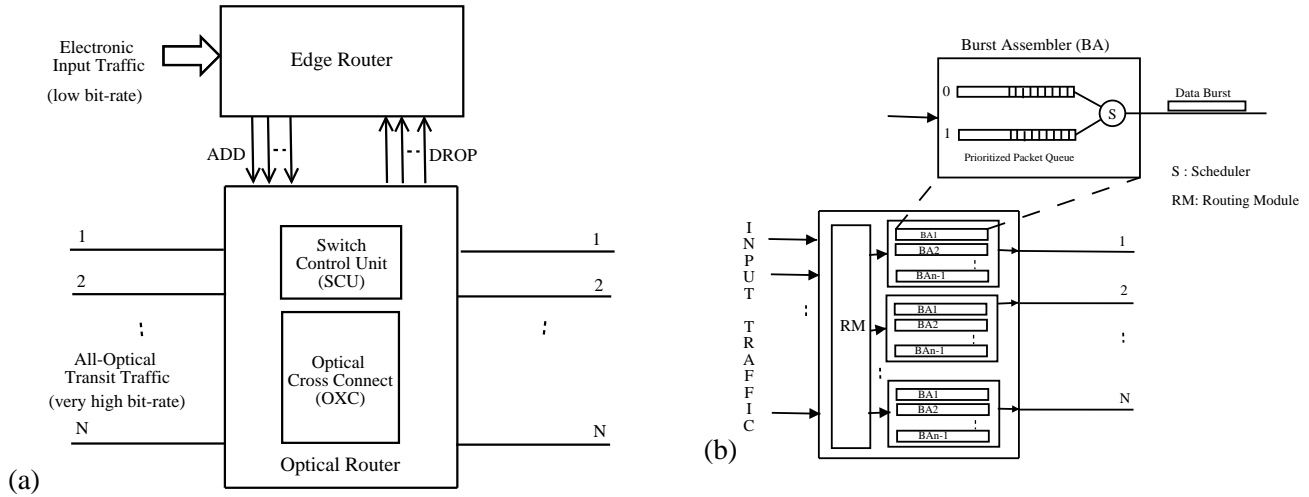 Electronic
Input Traffic
(low bit-rate)
Edge Router
ADD
DROP
1
2
All-Optical
Transit Traffic
(very high bit-rate)
N
Switch
Control Unit
(SCU)
Optical
Cross Connect
(OXC)
Optical Router
1
2
N
(a)
Burst Assembler (BA)
0
1
Prioritized Packet Queue
S
Data Burst
S : Scheduler
RM: Routing Module
INPUT TRAFFIC
RM
BA1
BA2
BAn-1
BA1
BA2
BAn-1
BA1
BA2
BAn-1
1
2
N
(b)